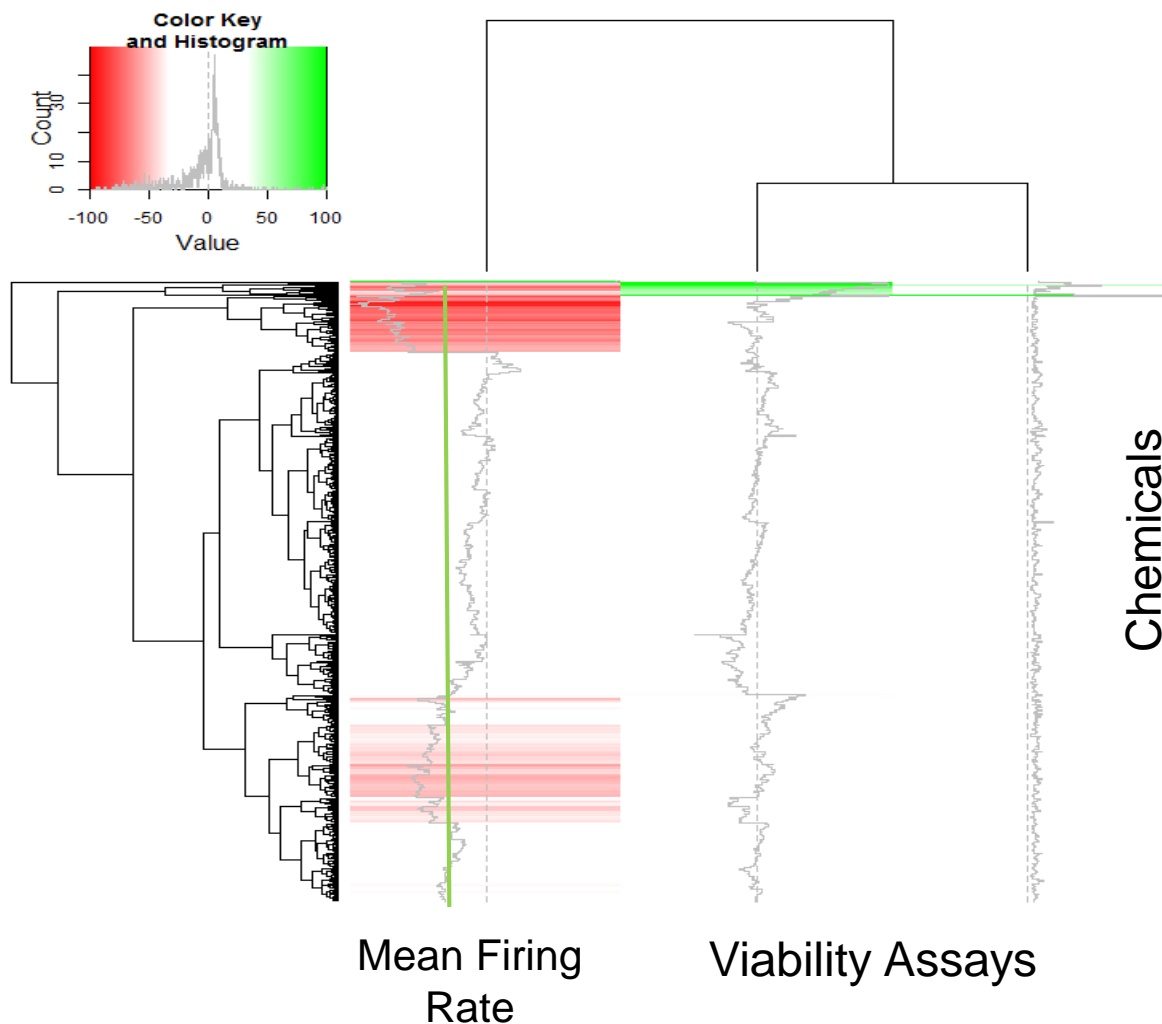 Color Key
and Histogram
Count
0 10 30
-100 -50 0 50 100
Value
Chemicals
Mean Firing
Rate
Viability Assays